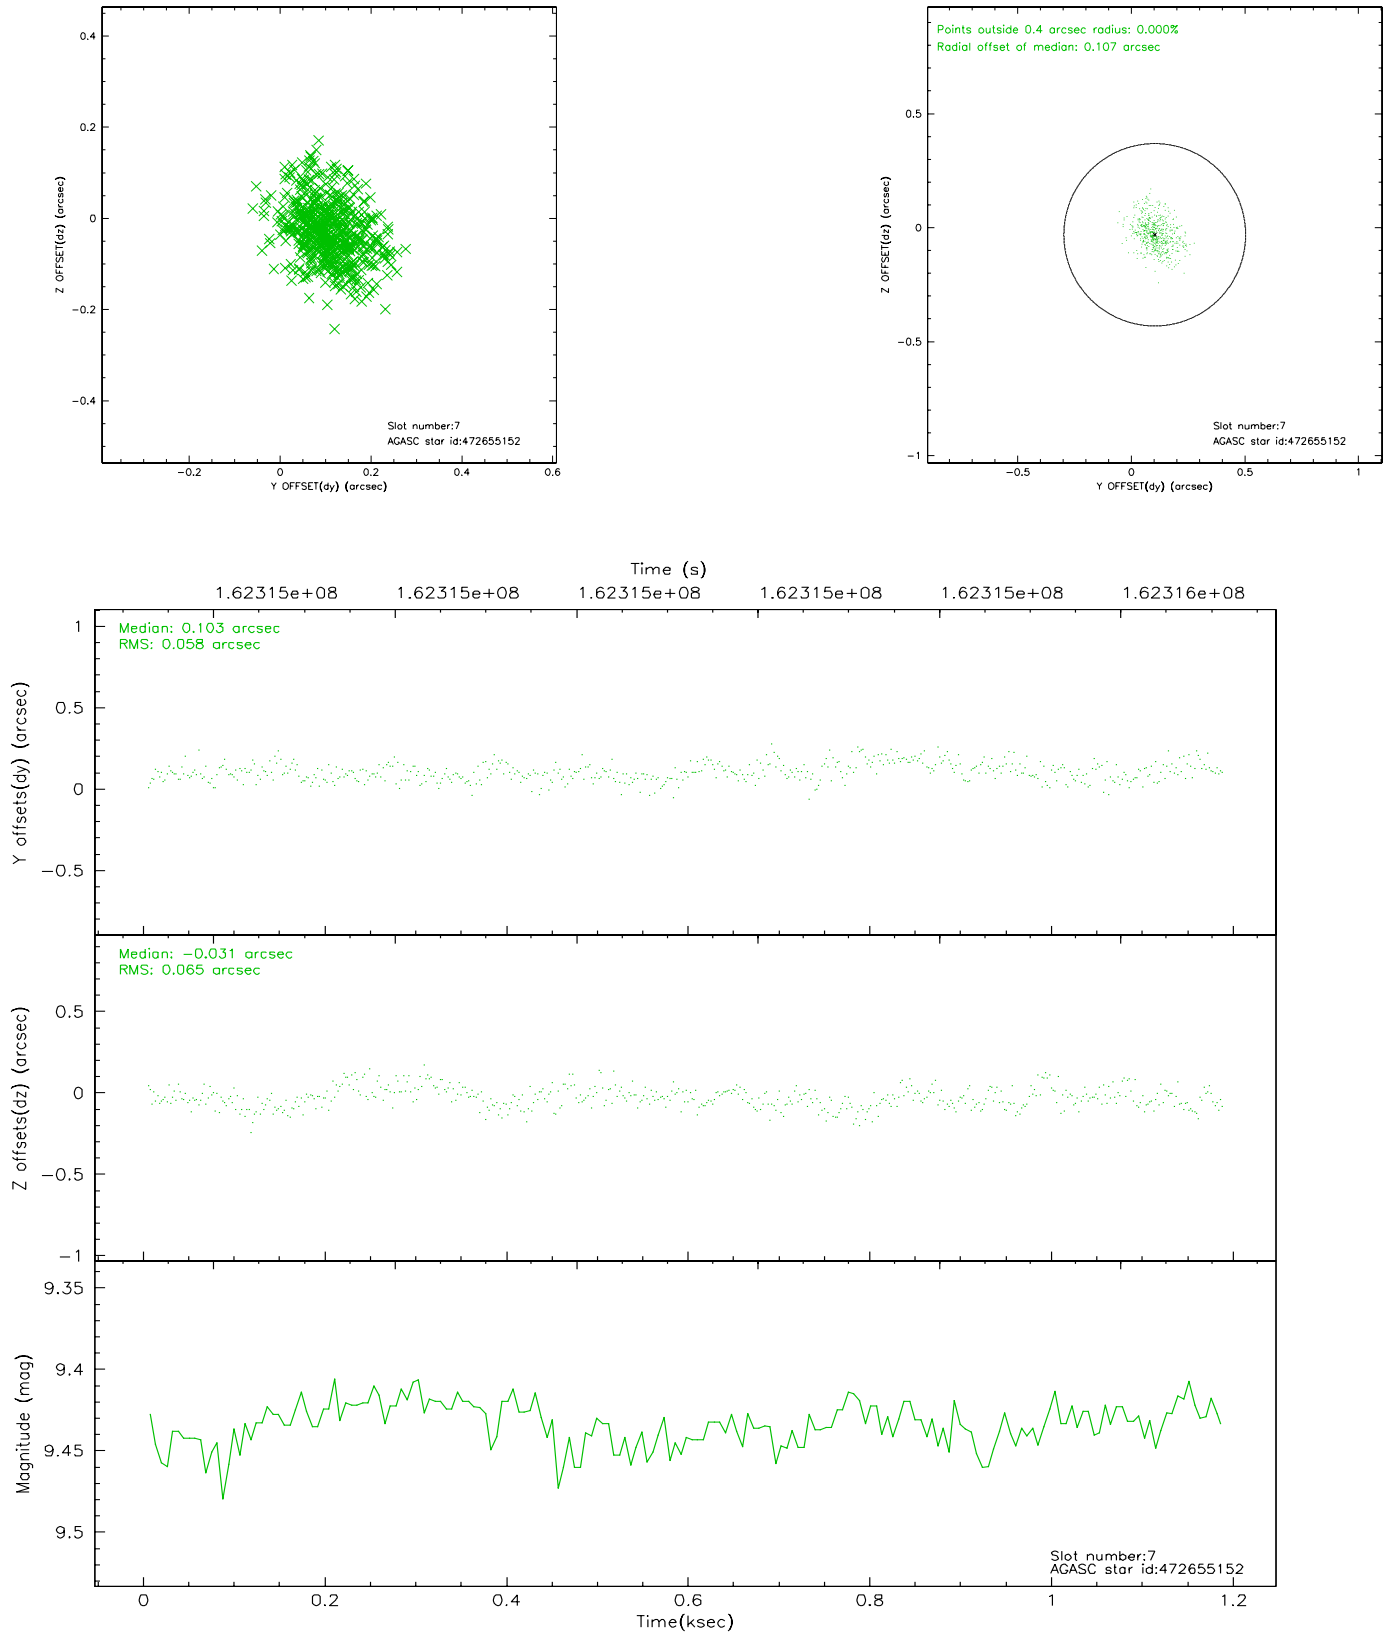 0.4
0.2
0
−0.2
−0.4
Z OFFSET(dz) (arcsec)
Slot number:7
AGASC star id:472655152
−0.2 0 0.2 0.4 0.6
Y OFFSET(dy) (arcsec)
Points outside 0.4 arcsec radius: 0.000%
Radial offset of median: 0.107 arcsec
0.5
0
−0.5
−1
Z OFFSET(dz) (arcsec)
Slot number:7
AGASC star id:472655152
−0.5 0 0.5 1
Y OFFSET(dy) (arcsec)
Time (s)
1.62315e+08 1.62315e+08 1.62315e+08 1.62315e+08 1.62315e+08 1.62316e+08
Median: 0.103 arcsec
RMS: 0.058 arcsec
1
0.5
0
−0.5
Y offsets(dy) (arcsec)
Median: −0.031 arcsec
RMS: 0.065 arcsec
0.5
0
−0.5
−1
Z offsets(dz) (arcsec)
9.35
9.4
9.45
9.5
Magnitude (mag)
Slot number:7
AGASC star id:472655152
0 0.2 0.4 0.6 0.8 1 1.2
Time(ksec)